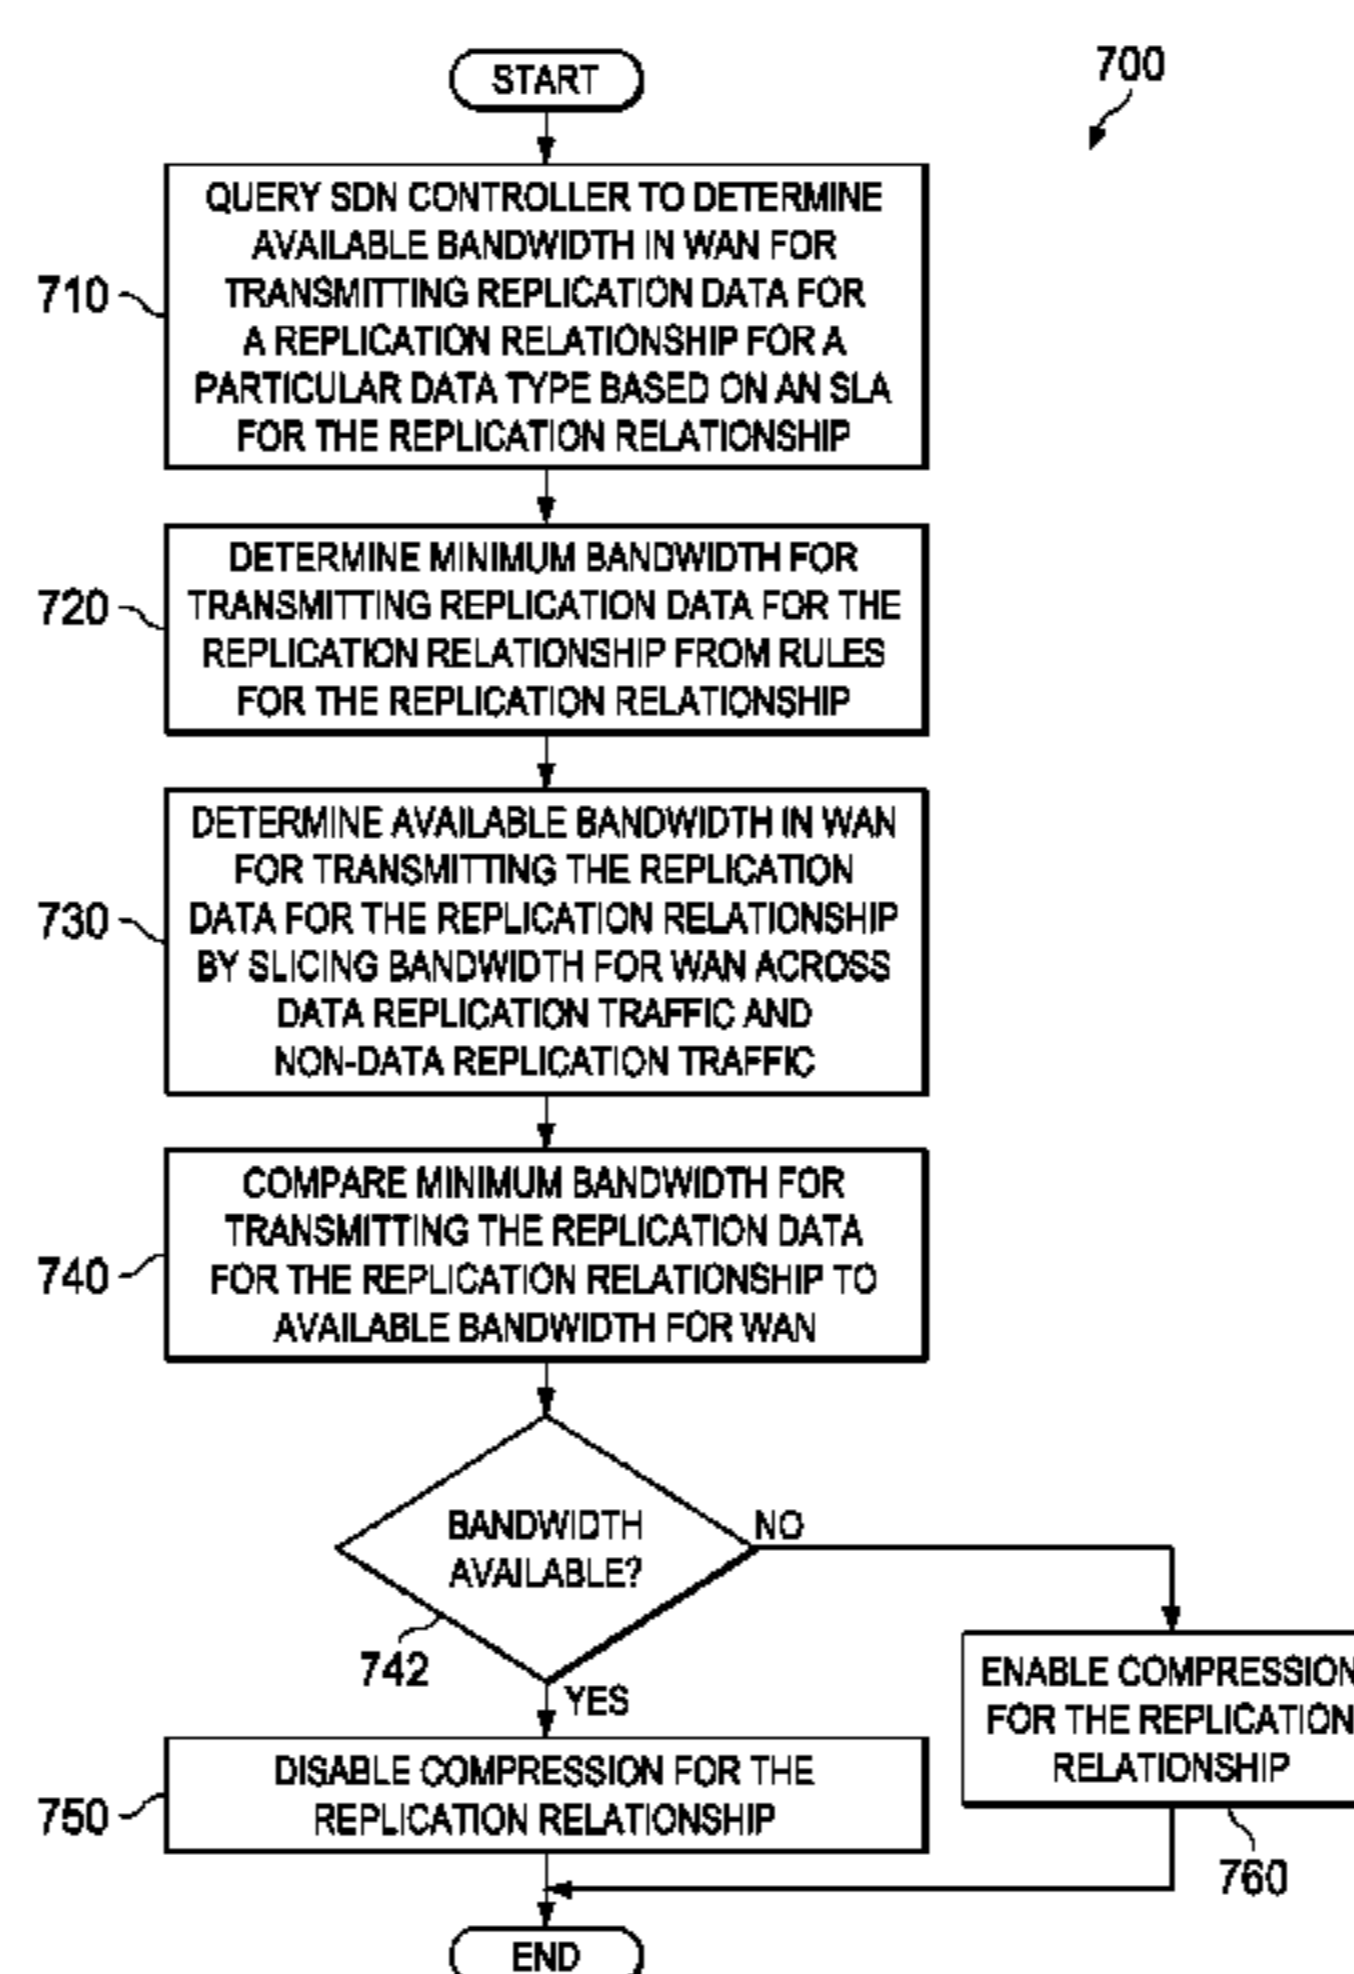 START
700
QUERY SDN CONTROLLER TO DETERMINE
AVAILABLE BANDWIDTH IN WAN FOR
TRANSMITTING REPLICATION DATA FOR
A REPLICATION RELATIONSHIP FOR A
PARTICULAR DATA TYPE BASED ON AN SLA
FOR THE REPLICATION RELATIONSHIP
710
DETERMINE MINIMUM BANDWIDTH FOR
TRANSMITTING REPLICATION DATA FOR THE
REPLICATION RELATIONSHIP FROM RULES
FOR THE REPLICATION RELATIONSHIP
720
DETERMINE AVAILABLE BANDWIDTH IN WAN
FOR TRANSMITTING THE REPLICATION
DATA FOR THE REPLICATION RELATIONSHIP
BY SLICING BANDWIDTH FOR WAN ACROSS
DATA REPLICATION TRAFFIC AND
NON-DATA REPLICATION TRAFFIC
730
COMPARE MINIMUM BANDWIDTH FOR
TRANSMITTING THE REPLICATION DATA
FOR THE REPLICATION RELATIONSHIP TO
AVAILABLE BANDWIDTH FOR WAN
740
BANDWIDTH
AVAILABLE?
NO
742
YES
ENABLE COMPRESSION
FOR THE REPLICATION
RELATIONSHIP
760
DISABLE COMPRESSION FOR THE
REPLICATION RELATIONSHIP
750
END